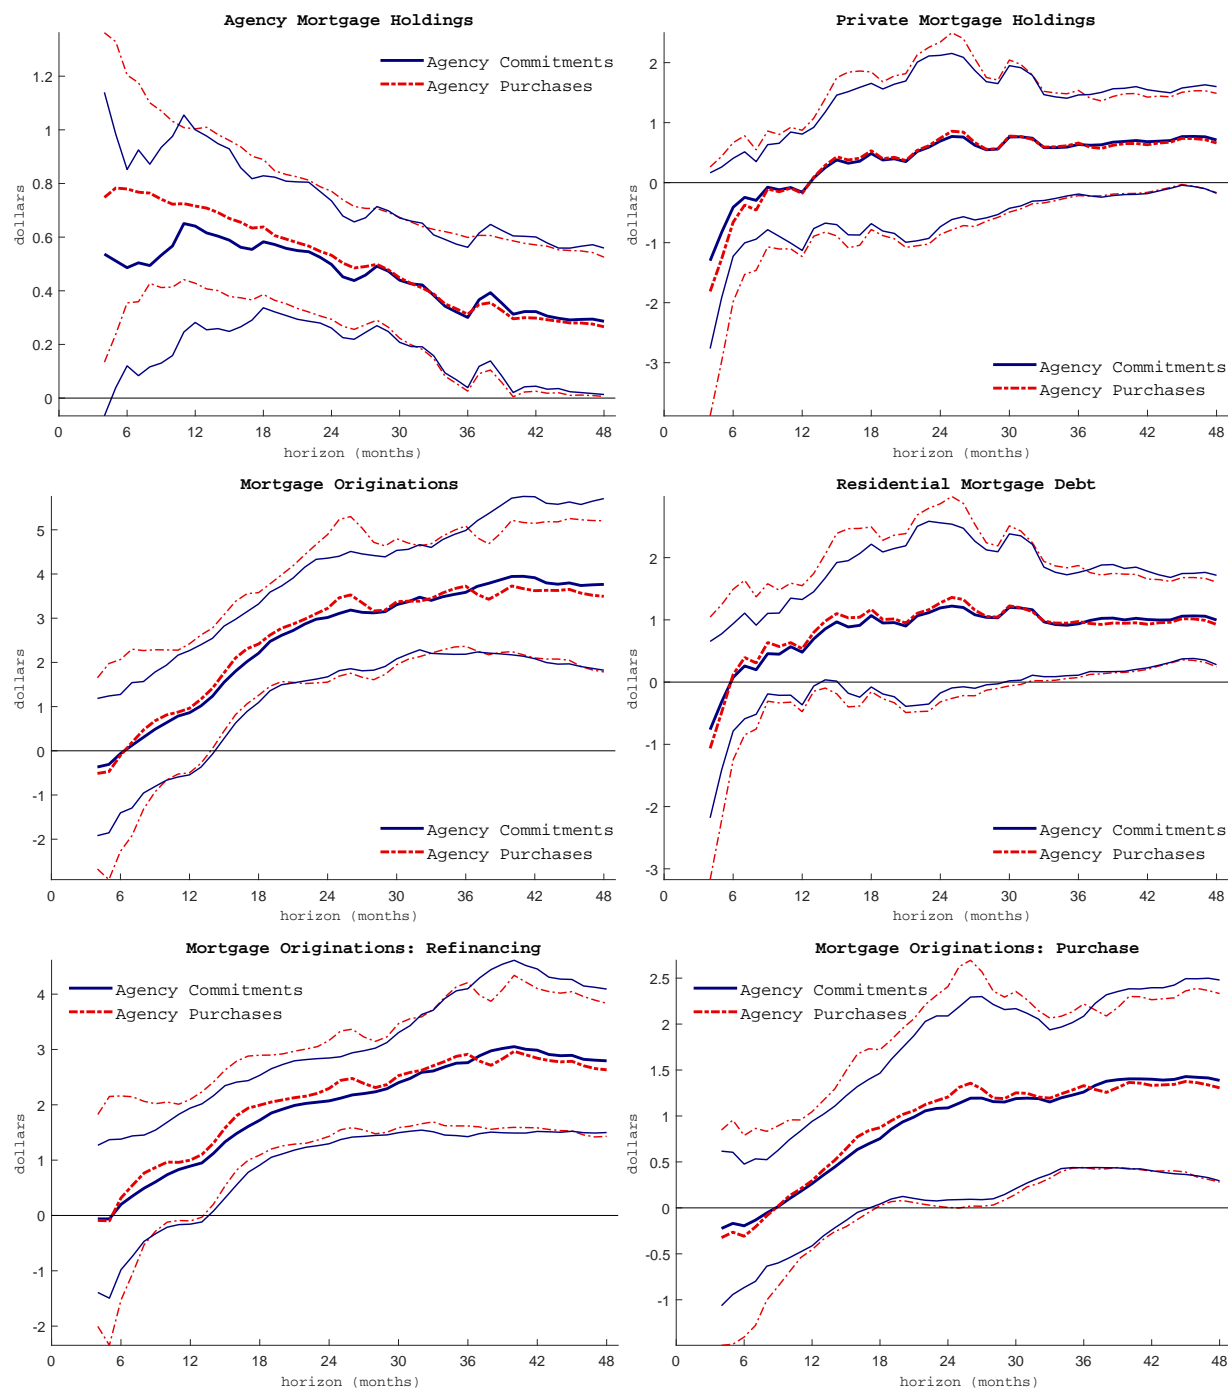 Agency Mortgage Holdings
Agency Commitments
Agency Purchases
dollars
1.2
1
0.8
0.6
0.4
0.2
0
0 6 12 18 24 30 36 42 48
horizon (months)
Private Mortgage Holdings
dollars
2
1
0
-1
-2
-3
Agency Commitments
Agency Purchases
0 6 12 18 24 30 36 42 48
horizon (months)
Mortgage Originations
dollars
5
4
3
2
1
0
-1
-2
Agency Commitments
Agency Purchases
0 6 12 18 24 30 36 42 48
horizon (months)
Residential Mortgage Debt
dollars
2
1
0
-1
-2
-3
Agency Commitments
Agency Purchases
0 6 12 18 24 30 36 42 48
horizon (months)
Mortgage Originations: Refinancing
Agency Commitments
Agency Purchases
dollars
4
3
2
1
0
-1
-2
0 6 12 18 24 30 36 42 48
horizon (months)
Mortgage Originations: Purchase
Agency Commitments
Agency Purchases
dollars
2.5
2
1.5
1
0.5
0
-0.5
-1
0 6 12 18 24 30 36 42 48
horizon (months)